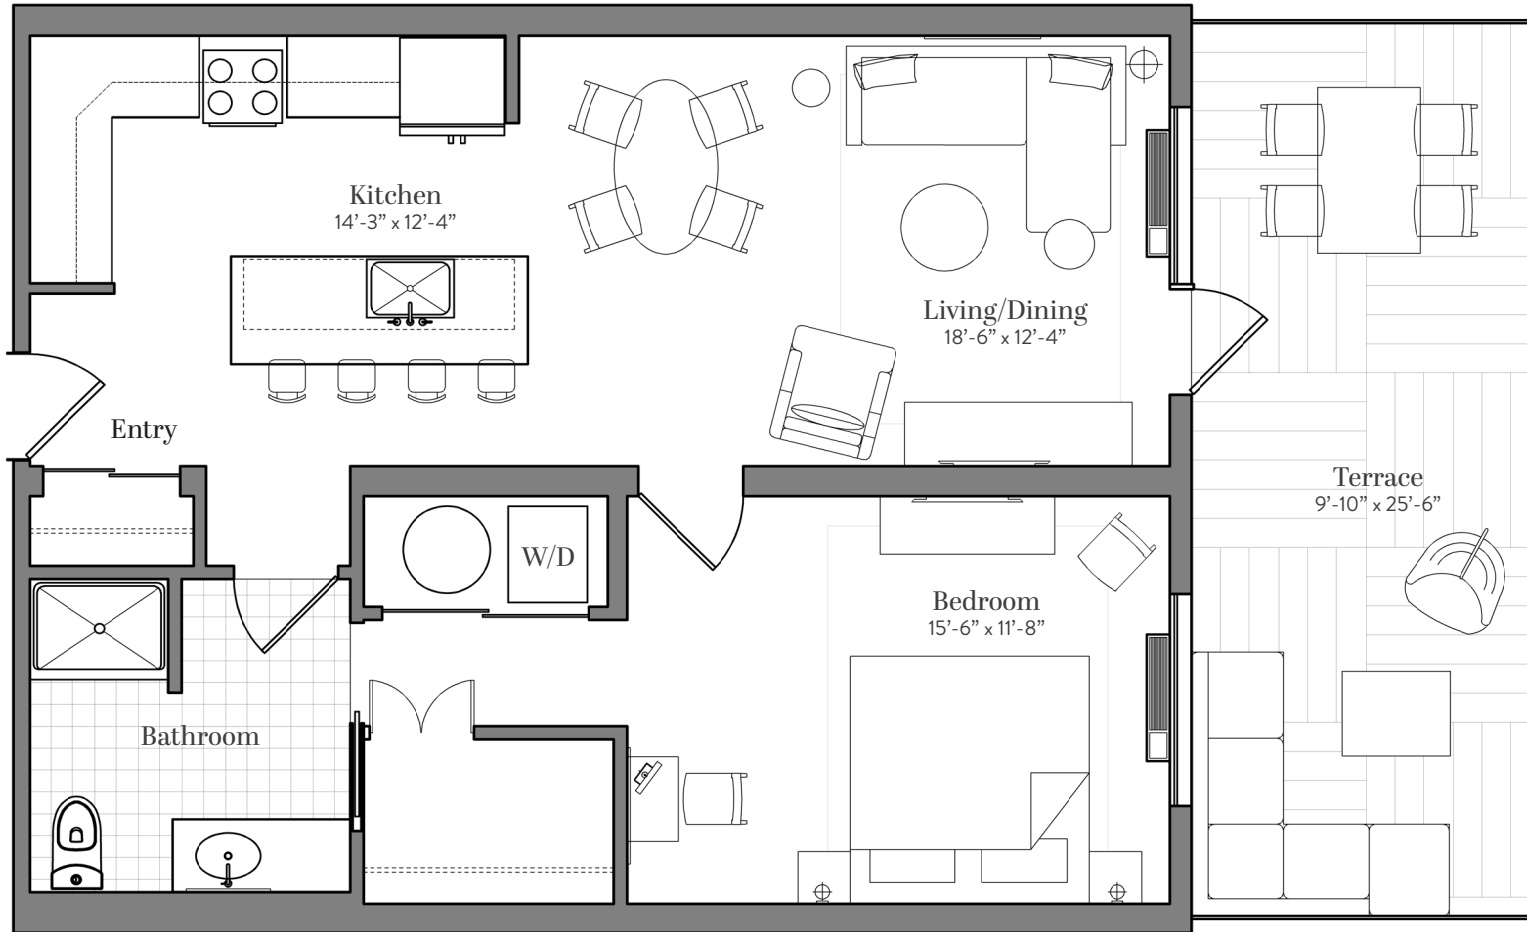 Kitchen
14’-3” x 12’-4”
Living/Dining
18’-6” x 12’-4”
Entry
Terrace
9’-10” x 25’-6”
W/D
Bedroom
15’-6” x 11’-8”
Bathroom